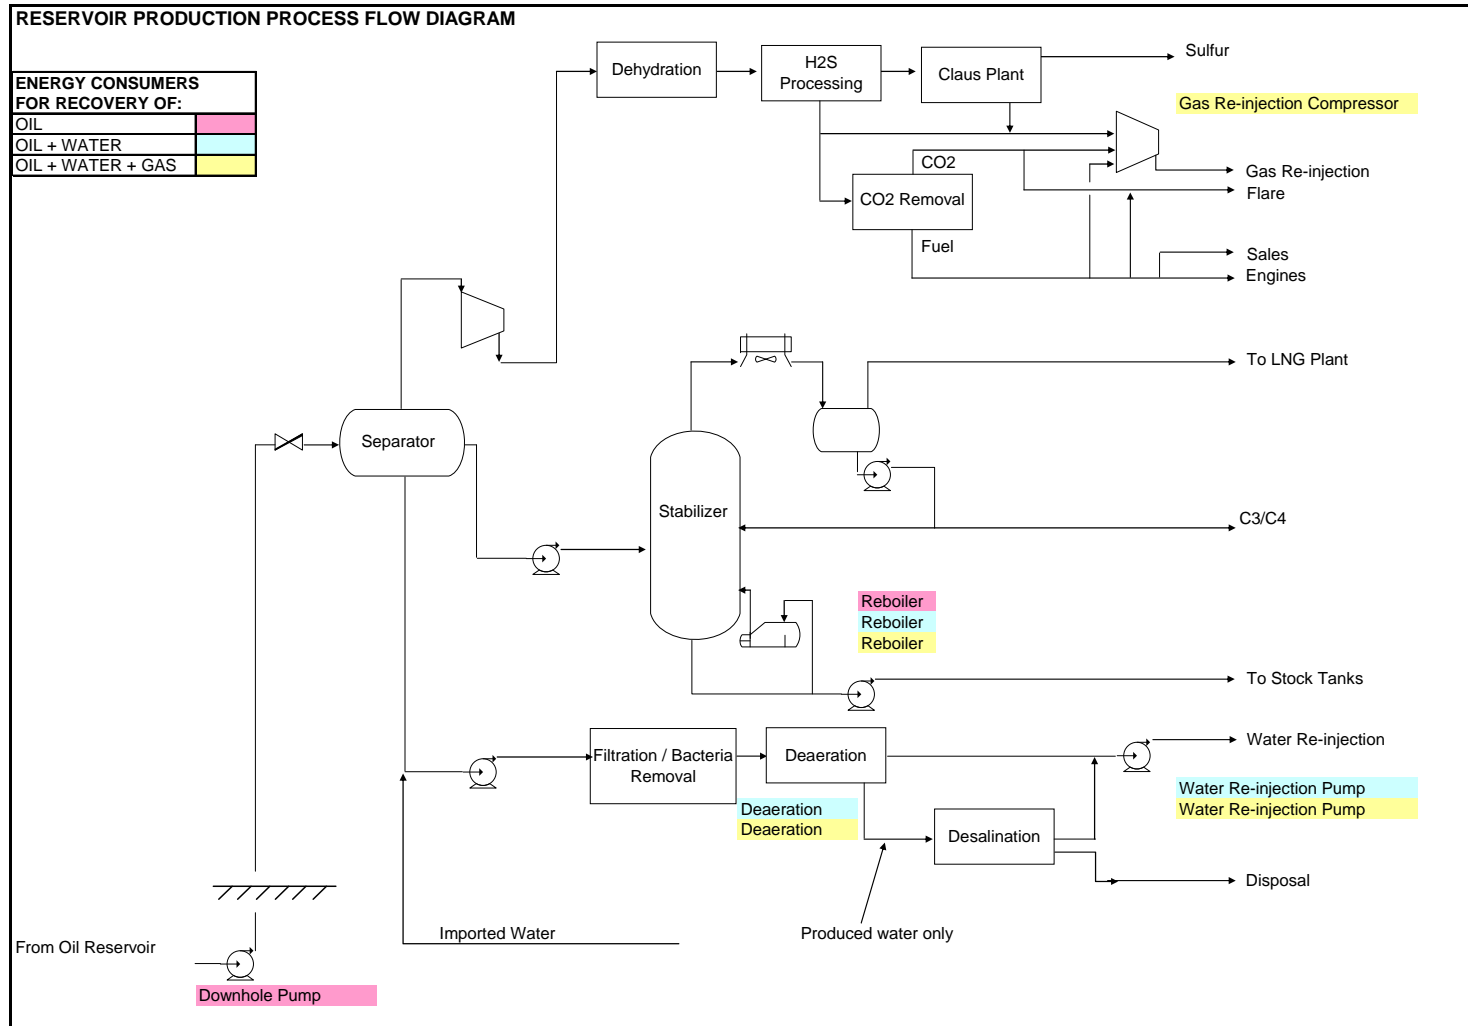 RESERVOIR PRODUCTION PROCESS FLOW DIAGRAM
ENERGY CONSUMERS
FOR RECOVERY OF:
OIL
OIL + WATER
OIL + WATER + GAS
Dehydration
H2S
Processing
Claus Plant
Sulfur
Gas Re-injection Compressor
CO2
Gas Re-injection
CO2 Removal
Flare
Fuel
Sales
Engines
To LNG Plant
Separator
Stabilizer
C3/C4
Reboiler
Reboiler
Reboiler
To Stock Tanks
Filtration / Bacteria
Removal
Deaeration
Water Re-injection
Deaeration
Deaeration
Water Re-injection Pump
Water Re-injection Pump
Desalination
Disposal
Imported Water
Produced water only
From Oil Reservoir
Downhole Pump